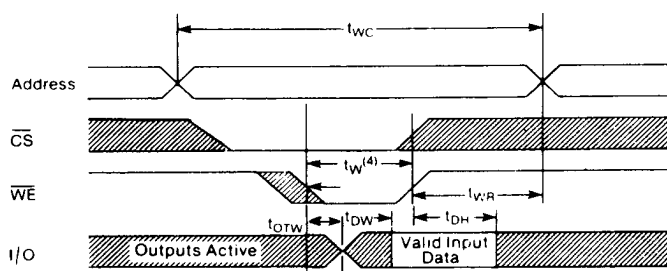 tWC
Address
CS
tW(4)
WE
tWR
tOTW tDW tDH
I/O Outputs Active Valid Input Data